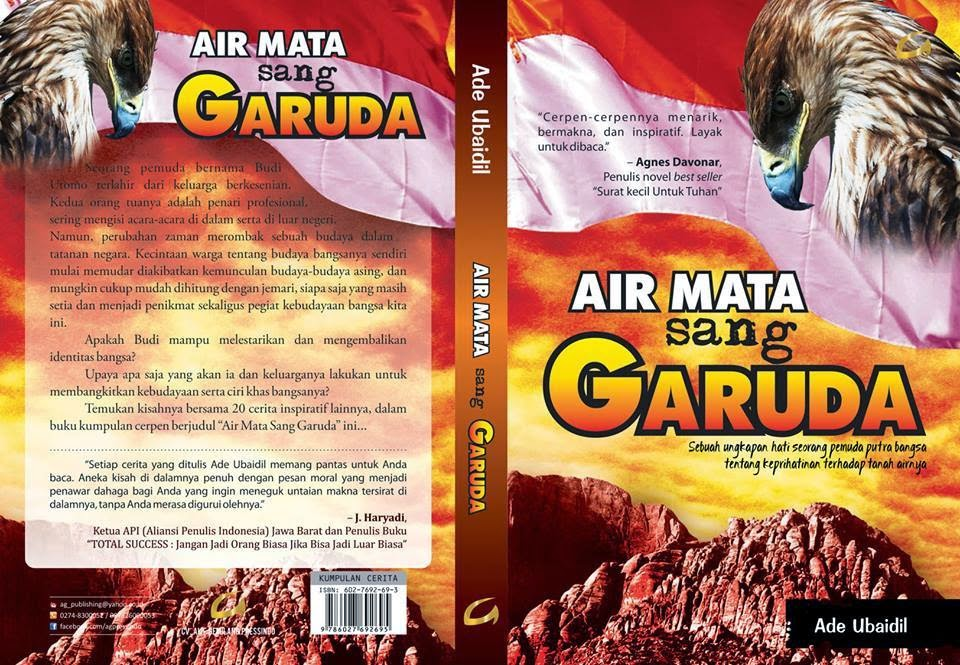 AIR MATA
sang
GARUDA
Seorang pemuda bernama Budi
Utomo terlahir dari keluarga berkesenian.
Kedua orang tuanya adalah penari profesional,
sering mengisi acara-acara di dalam serta di luar negeri.
Namun, perubahan zaman merombak sebuah budaya dalam
tatanan negara. Kecintaan warga tentang budaya bangsanya sendiri
mulai memudar diakibatkan kemunculan budaya-budaya asing, dan
mungkin cukup mudah dihitung dengan jemari, siapa saja yang masih
setia dan menjadi penikmat sekaligus pegiat kebudayaan bangsa kita
ini.
Apakah Budi mampu melestarikan dan mengembalikan
identitas bangsa?
Upaya apa saja yang akan ia dan keluarganya lakukan untuk
membangkitkan kebudayaan serta ciri khas bangsanya?
Temukan kisahnya bersama 20 cerita inspiratif lainnya, dalam
buku kumpulan cerpen berjudul “Air Mata Sang Garuda” ini...
“Setiap cerita yang ditulis Ade Ubaidil memang pantas untuk Anda
baca. Aneka kisah di dalamnya penuh dengan pesan moral yang menjadi
penawar dahaga bagi Anda yang ingin meneguk untaian makna tersirat di
dalamnya, tanpa Anda merasa digurui olehnya.”
– J. Haryadi,
Ketua API (Aliansi Penulis Indonesia) Jawa Barat dan Penulis Buku
“TOTAL SUCCESS : Jangan Jadi Orang Biasa Jika Bisa Jadi Luar Biasa”
KUMPULAN CERITA
ISBN: 602-7692-69-3
9 786027 692695
Ade Ubaidil
AIR MATA
sang
GARUDA
“Cerpen-cerpennya menarik,
bermakna, dan inspiratif. Layak
untuk dibaca.”
– Agnes Davonar,
Penulis novel best seller
“Surat kecil Untuk Tuhan”
AIR MATA
sang
GARUDA
Sebuah ungkapan hati seorang pemuda putra bangsa
tentang keprihatinan terhadap tanah airnya
Ade Ubaidil